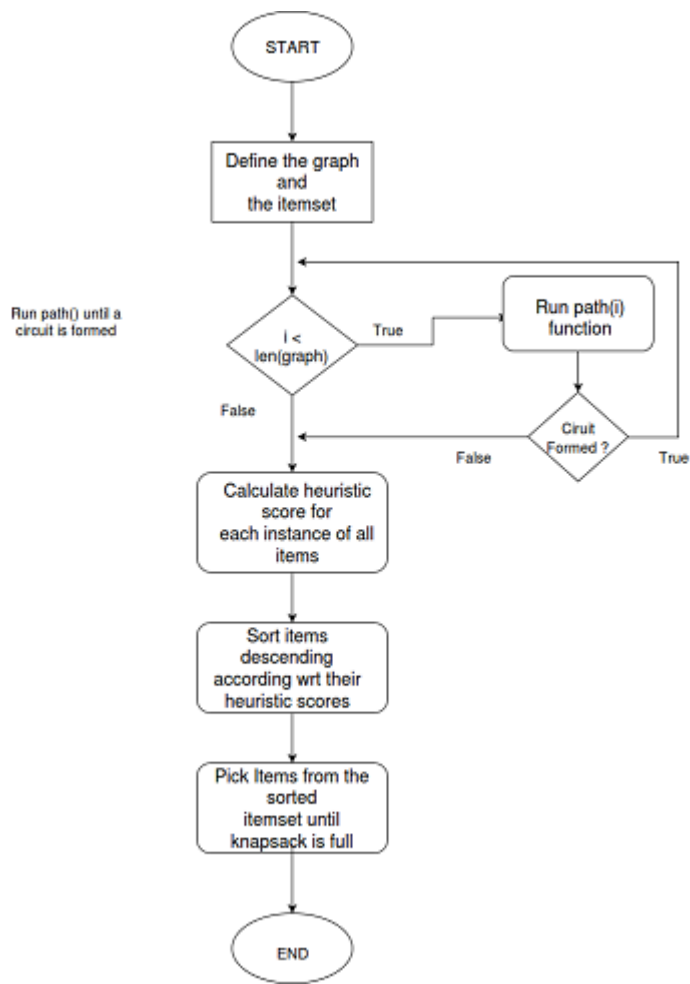 START
Define the graph
and
the itemset
Run path() until a
circuit is formed
i <
len(graph)
True
Run path(i)
function
False
Ciruit
Formed ?
False
True
Calculate heuristic
score for
each instance of all
items
Sort items
descending
according wrt their
heuristic scores
Pick Items from the
sorted
itemset until
knapsack is full
END